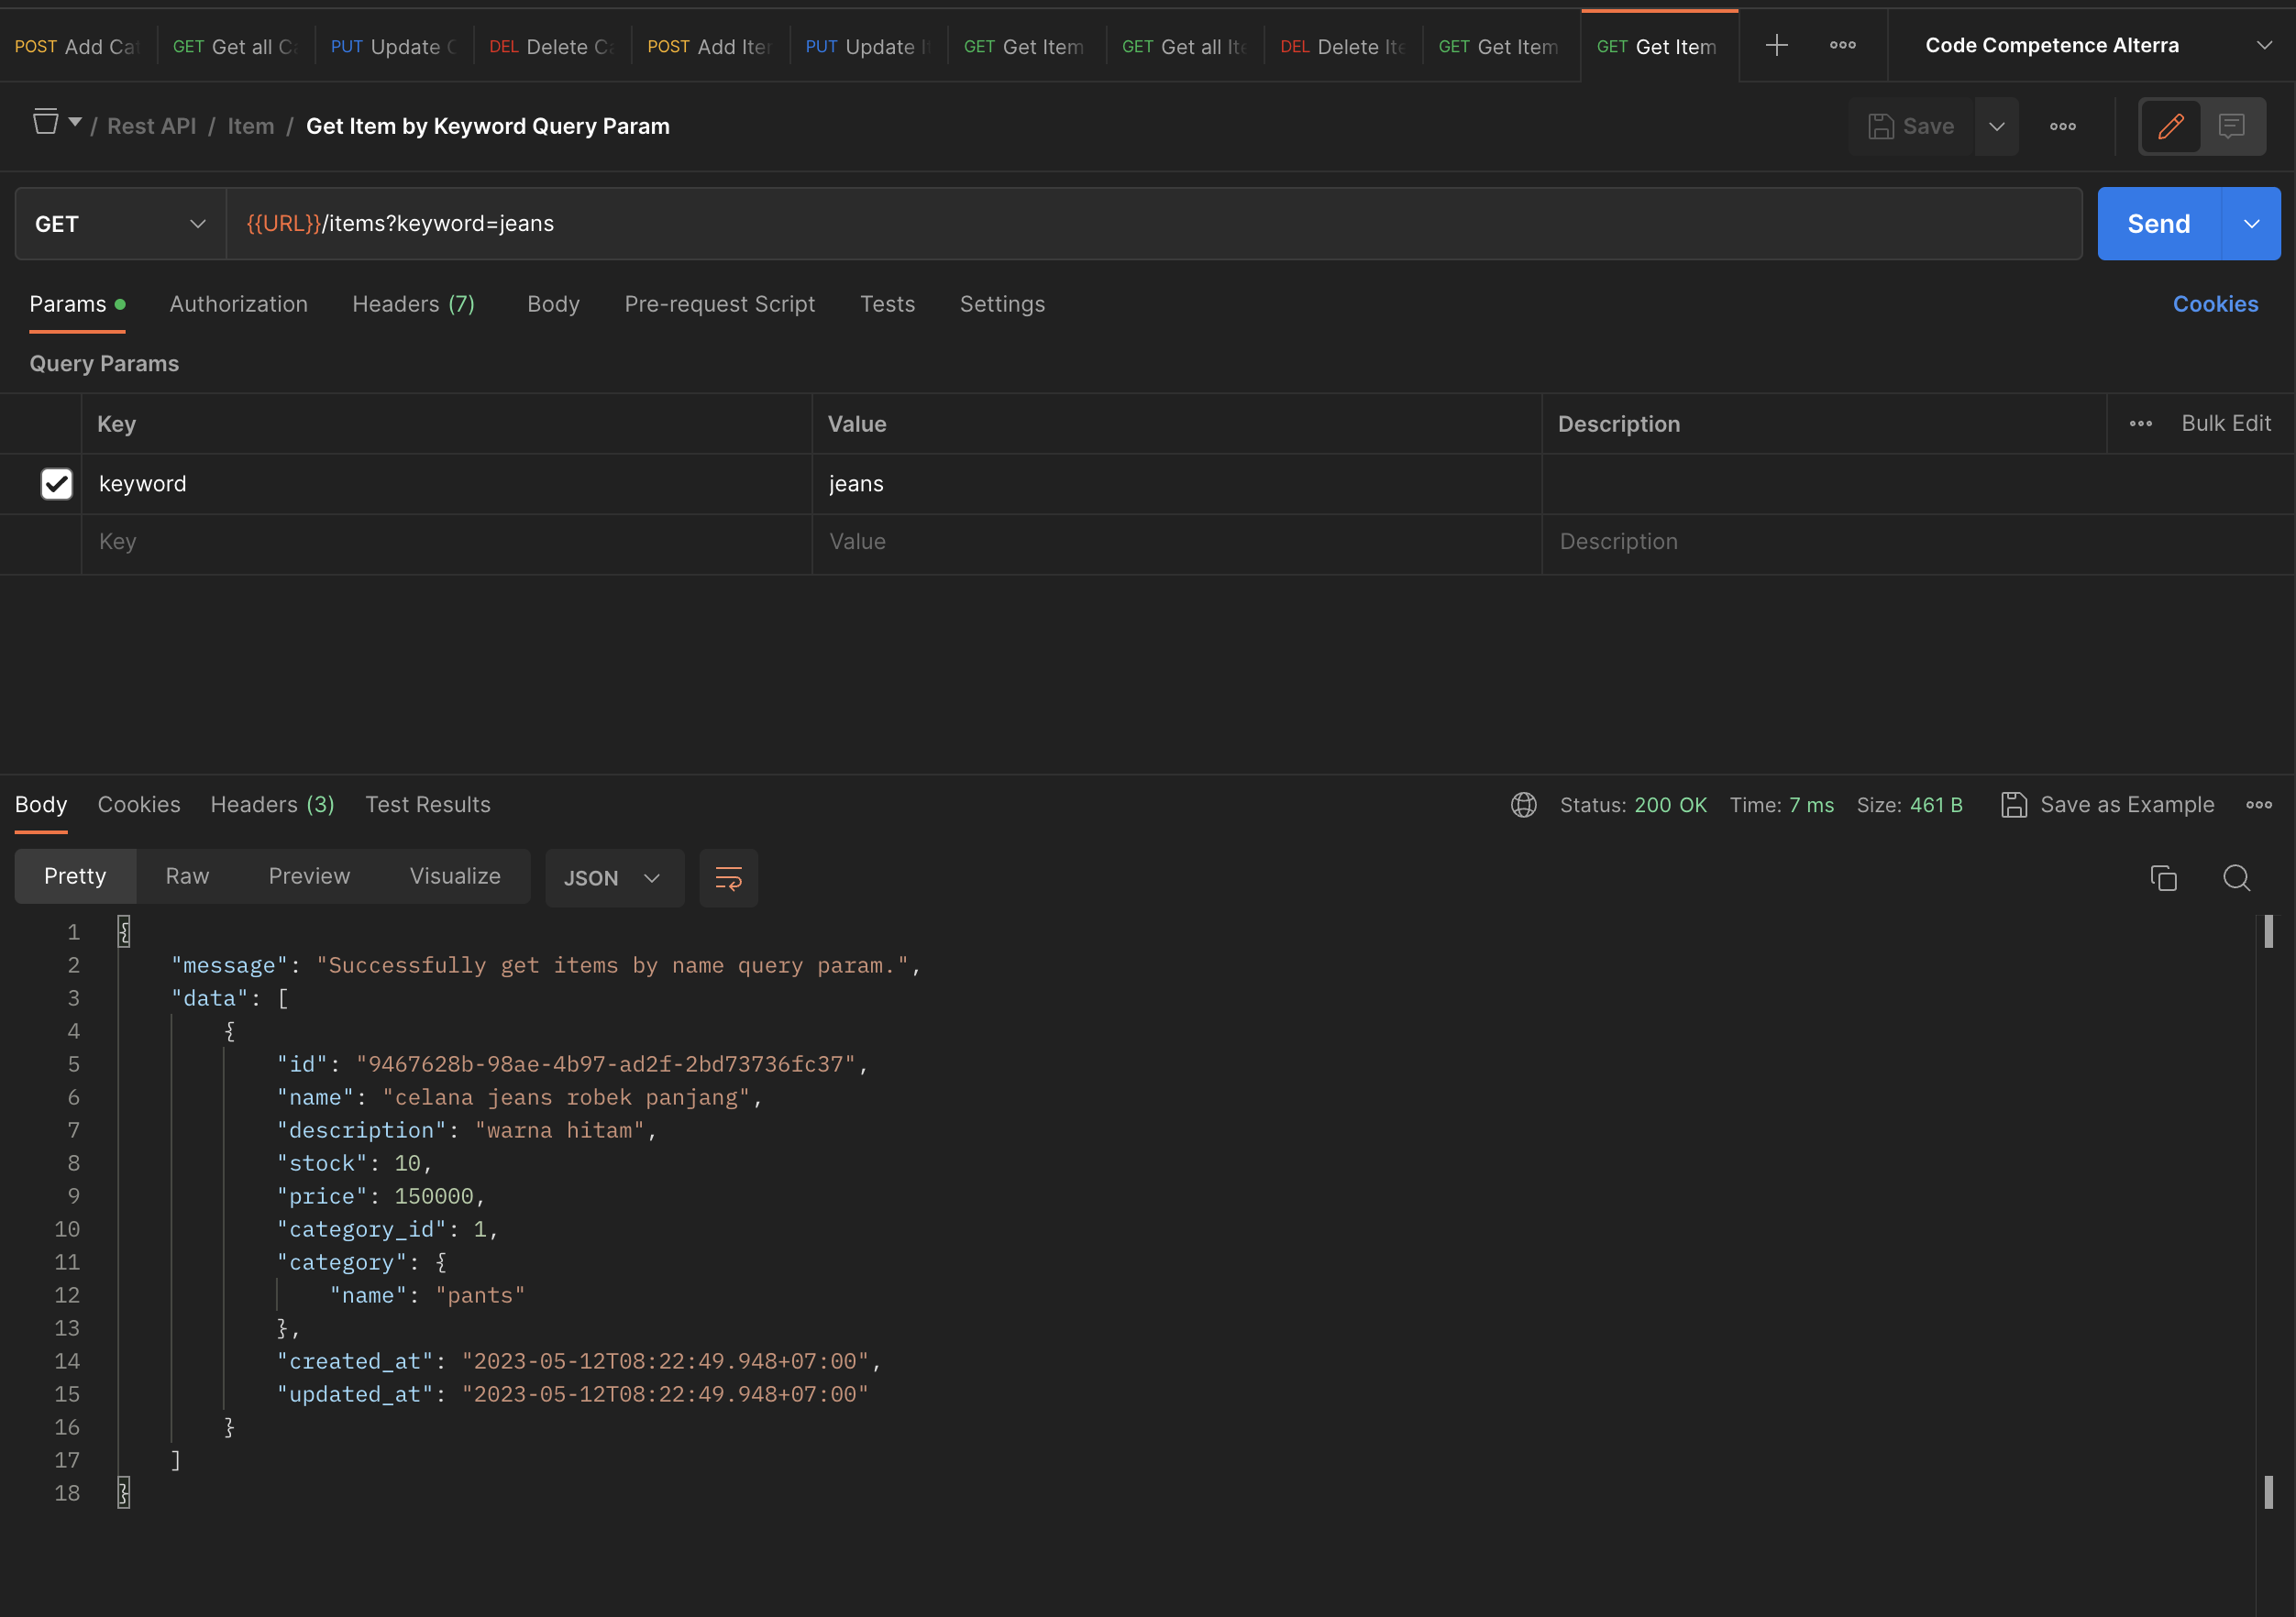 POST Add Cat GET Get all Ca PUT Update C DEL Delete Ca POST Add Iter PUT Update It GET Get Item GET Get all Ite DEL Delete Ite GET Get Item GET Get Item Code Competence Alterra
/ Rest API / Item / Get Item by Keyword Query Param Save
GET {{URL}}/items?keyword=jeans Send
Params Authorization Headers (7) Body Pre-request Script Tests Settings Cookies
Query Params
Key Value Description Bulk Edit
keyword jeans
Key Value Description
Body Cookies Headers (3) Test Results Status: 200 OK Time: 7 ms Size: 461 B Save as Example
Pretty Raw Preview Visualize JSON
1 {
2 "message": "Successfully get items by name query param.",
3 "data": [
4 {
5 "id": "9467628b-98ae-4b97-ad2f-2bd73736fc37",
6 "name": "celana jeans robek panjang",
7 "description": "warna hitam",
8 "stock": 10,
9 "price": 150000,
10 "category_id": 1,
11 "category": {
12 "name": "pants"
13 },
14 "created_at": "2023-05-12T08:22:49.948+07:00",
15 "updated_at": "2023-05-12T08:22:49.948+07:00"
16 }
17 ]
18 }